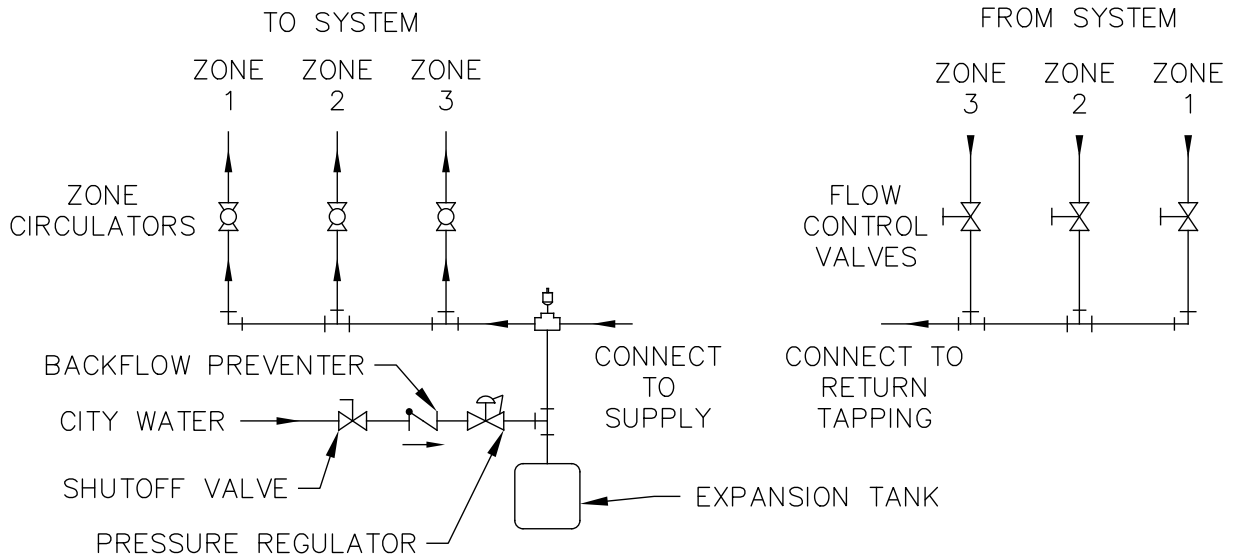 TO SYSTEM
ZONE
1
ZONE
2
ZONE
3
ZONE
CIRCULATORS
FROM SYSTEM
ZONE
3
ZONE
2
ZONE
1
FLOW
CONTROL
VALVES
CONNECT
TO
SUPPLY
CONNECT TO
RETURN
TAPPING
BACKFLOW PREVENTER
CITY WATER
SHUTOFF VALVE
PRESSURE REGULATOR
EXPANSION TANK